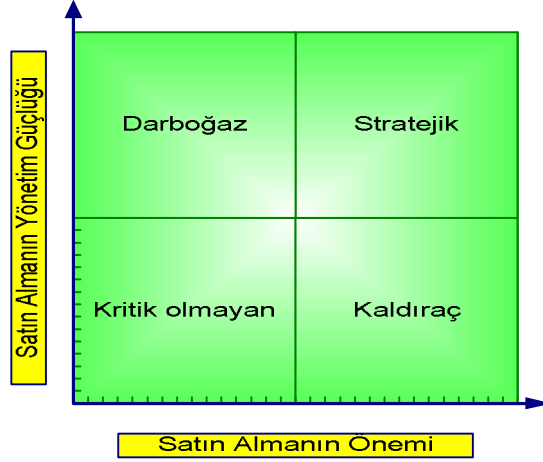 Satın Almanın Yönetim Güçlüğü
Darboğaz
Stratejik
Kritik olmayan
Kaldıraç
Satın Almanın Önemi